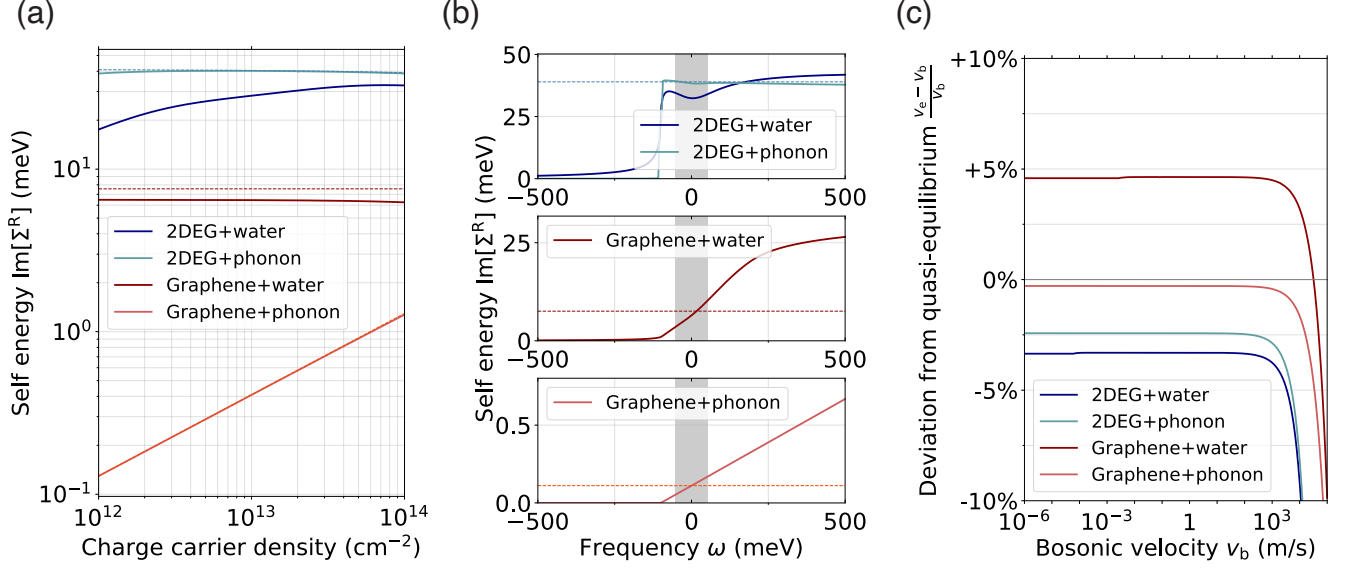 (a)
Self energy Im[Σ^R] (meV)
10^1
10^0
10^−1
2DEG+water
2DEG+phonon
Graphene+water
Graphene+phonon
10^12
10^13
10^14
Charge carrier density (cm^−2)
(b)
Self energy Im[Σ^R] (meV)
50
25
0
2DEG+water
2DEG+phonon
−500
0
500
25
0
Graphene+water
−500
0
500
0.5
0.0
Graphene+phonon
−500
0
500
Frequency ω (meV)
(c)
Deviation from quasi-equilibrium (v_e − v_b)/v_b
+10%
+5%
0%
-5%
-10%
2DEG+water
2DEG+phonon
Graphene+water
Graphene+phonon
10^−6
10^−3
1
10^3
Bosonic velocity v_b (m/s)